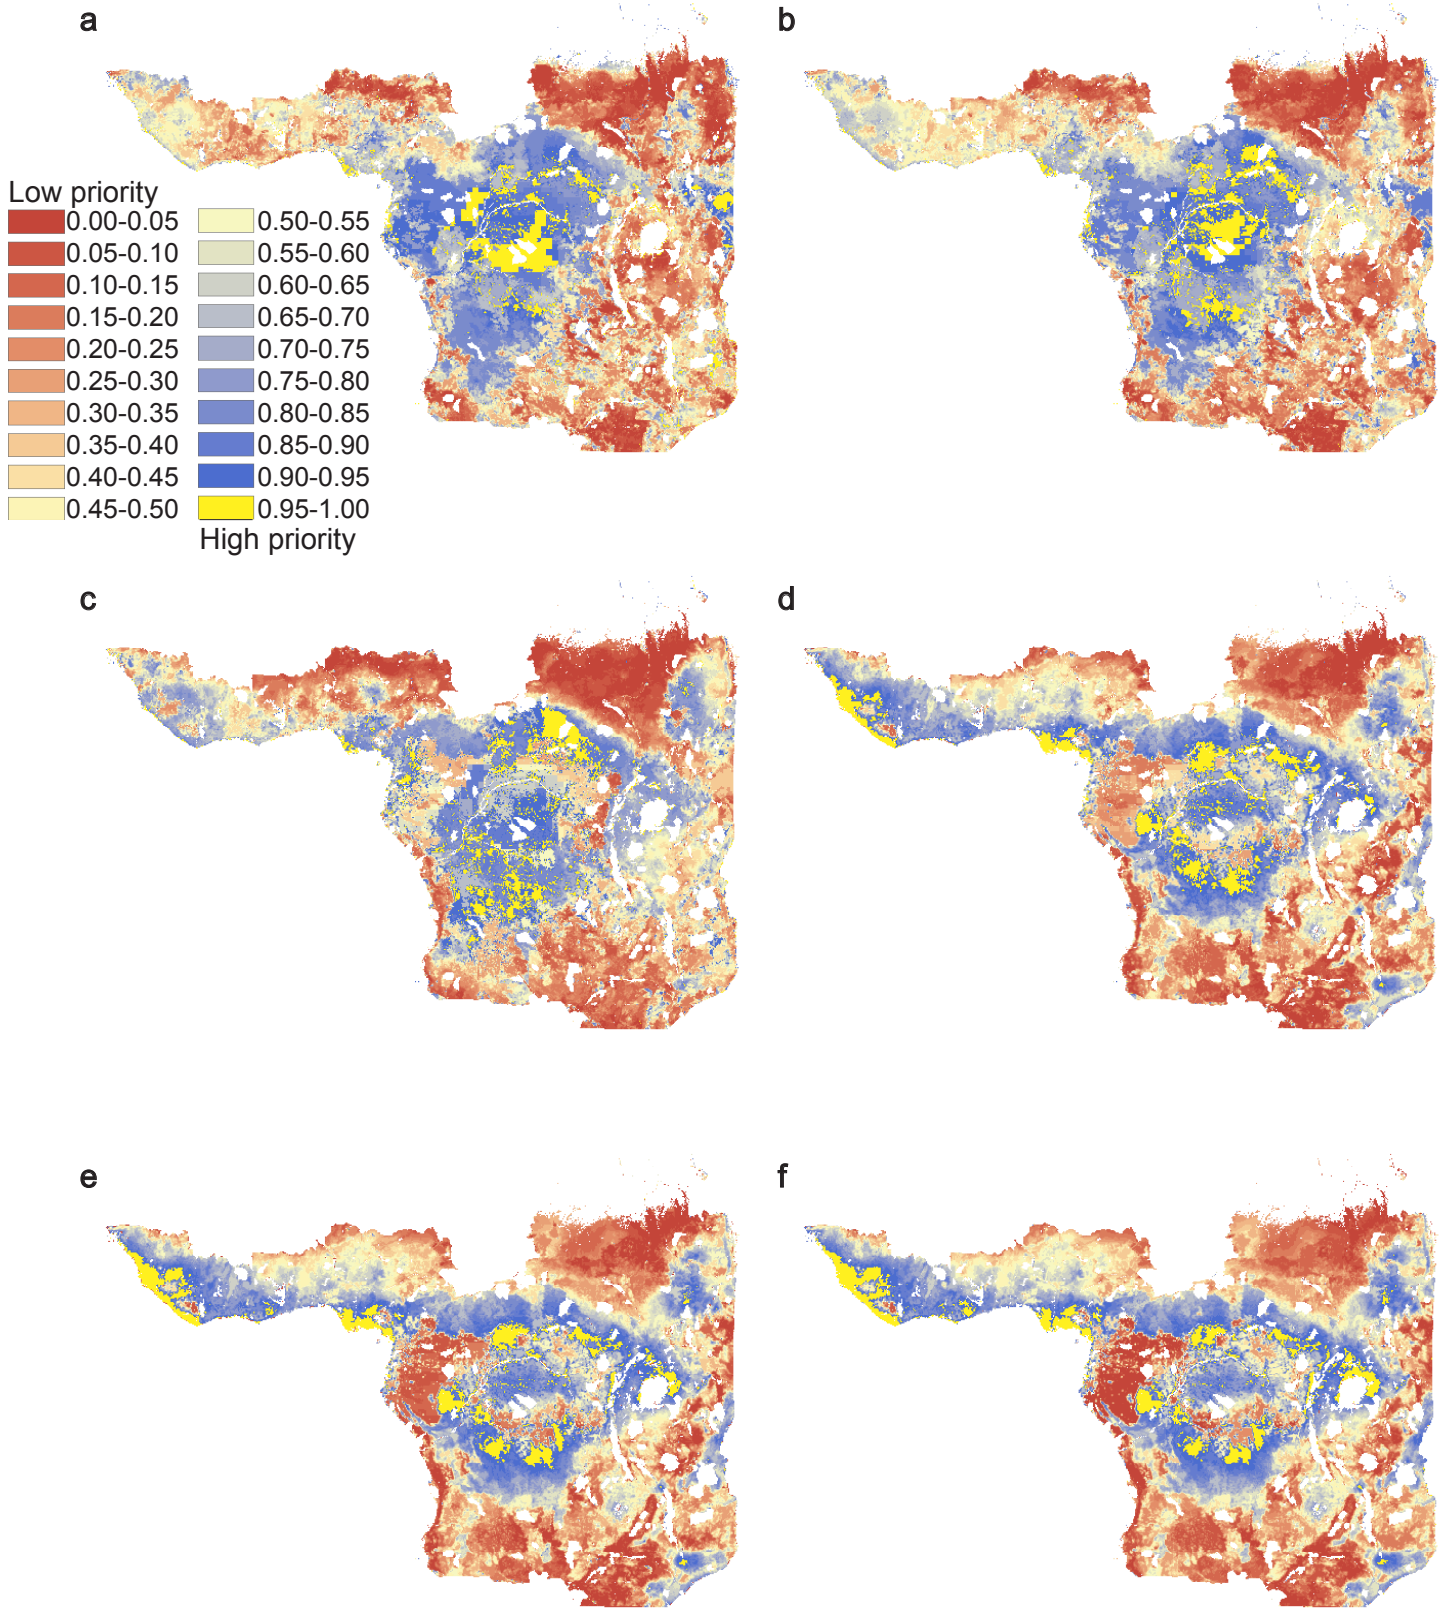 a
b
Low priority
0.00-0.05 0.50-0.55
0.05-0.10 0.55-0.60
0.10-0.15 0.60-0.65
0.15-0.20 0.65-0.70
0.20-0.25 0.70-0.75
0.25-0.30 0.75-0.80
0.30-0.35 0.80-0.85
0.35-0.40 0.85-0.90
0.40-0.45 0.90-0.95
0.45-0.50 0.95-1.00
High priority
c
d
e
f